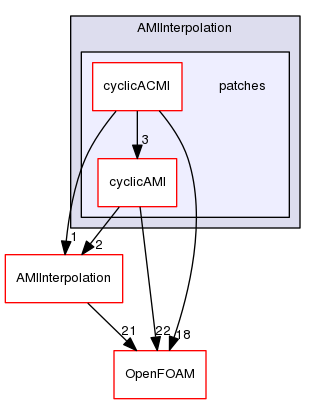 AMIInterpolation
cyclicACMI
patches
3
cyclicAMI
1
2
AMIInterpolation
21
22
18
OpenFOAM